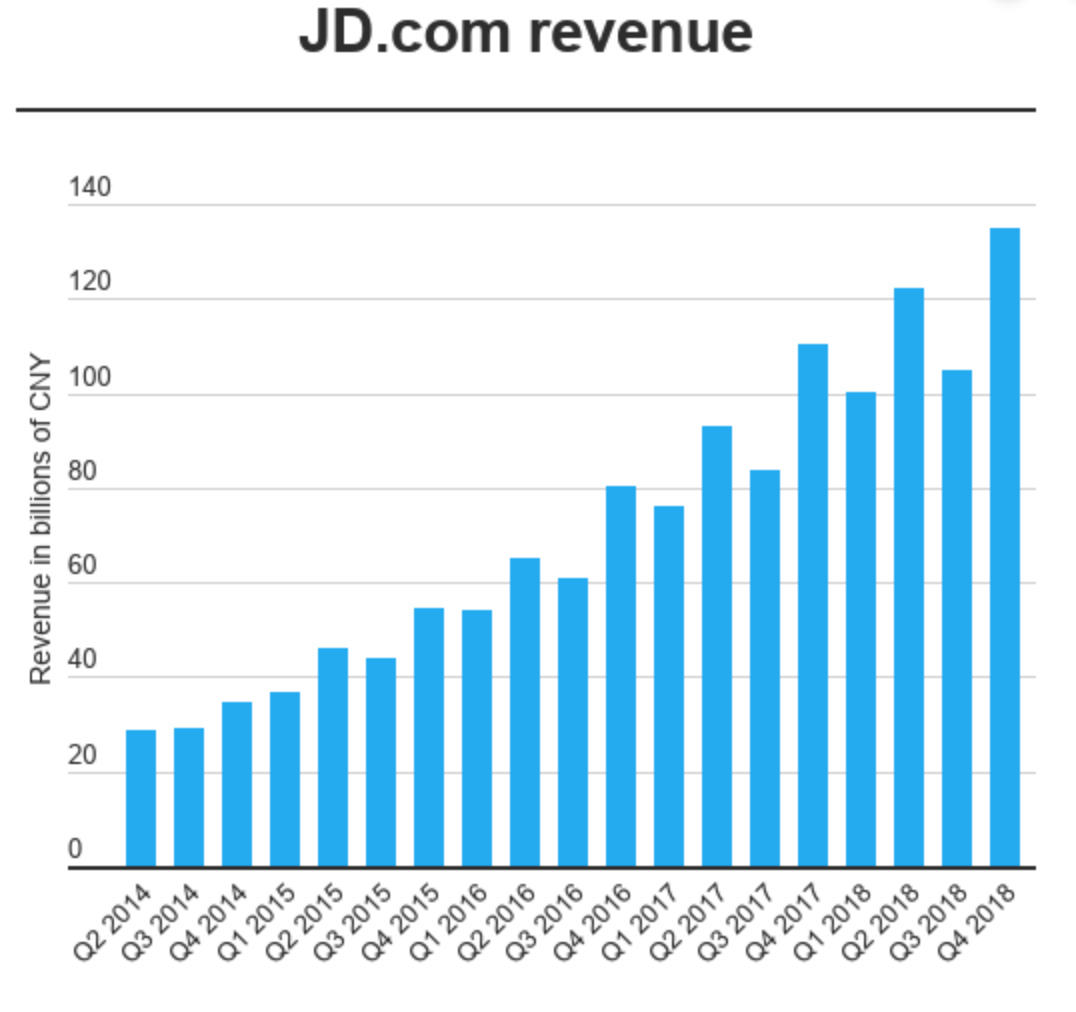 JD.com revenue
Revenue in billions of CNY
140
120
100
80
60
40
20
0
Q2 2014
Q3 2014
Q4 2014
Q1 2015
Q2 2015
Q3 2015
Q4 2015
Q1 2016
Q2 2016
Q3 2016
Q4 2016
Q1 2017
Q2 2017
Q3 2017
Q4 2017
Q1 2018
Q2 2018
Q3 2018
Q4 2018